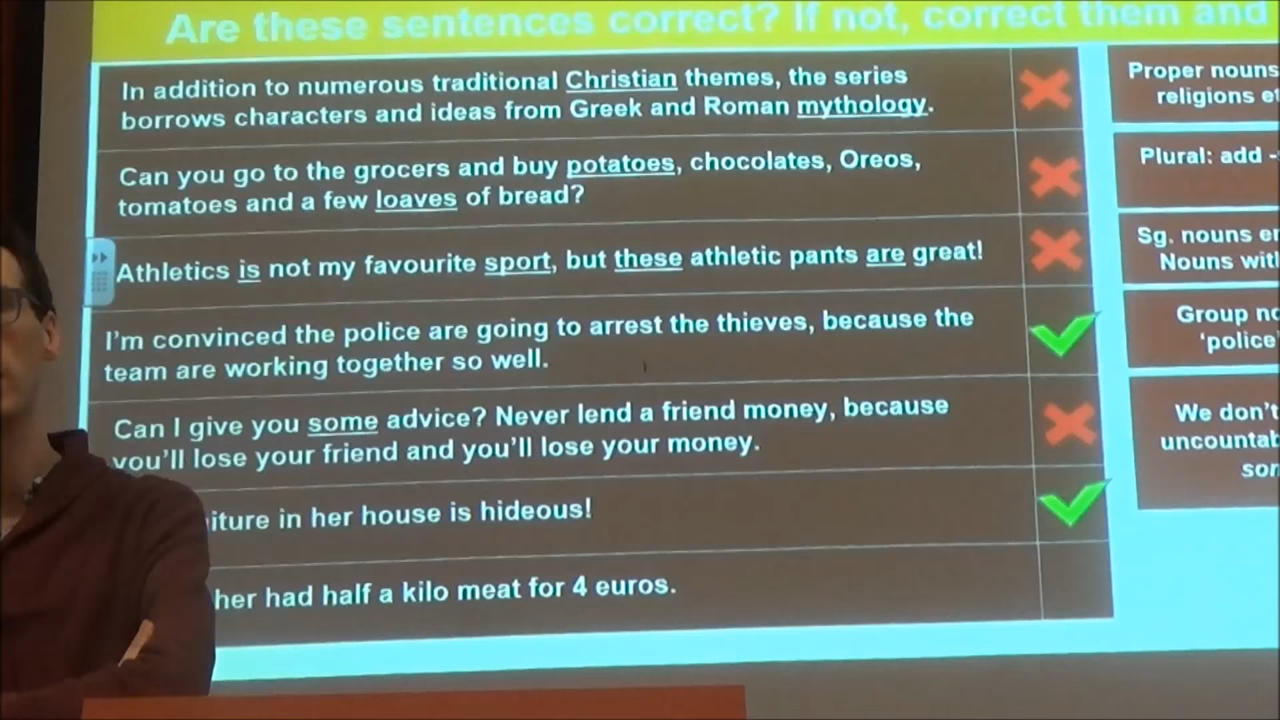 Are these sentences correct? If not, correct them and
In addition to numerous traditional Christian themes, the series
borrows characters and ideas from Greek and Roman mythology.
Can you go to the grocers and buy potatoes, chocolates, Oreos,
tomatoes and a few loaves of bread?
Athletics is not my favourite sport, but these athletic pants are great!
I'm convinced the police are going to arrest the thieves, because the
team are working together so well.
Can I give you some advice? Never lend a friend money, because
you'll lose your friend and you'll lose your money.
iture in her house is hideous!
her had half a kilo meat for 4 euros.
Proper nouns
religions
Plural: add
Sg. nouns
Nouns
Group
'police'
We don't